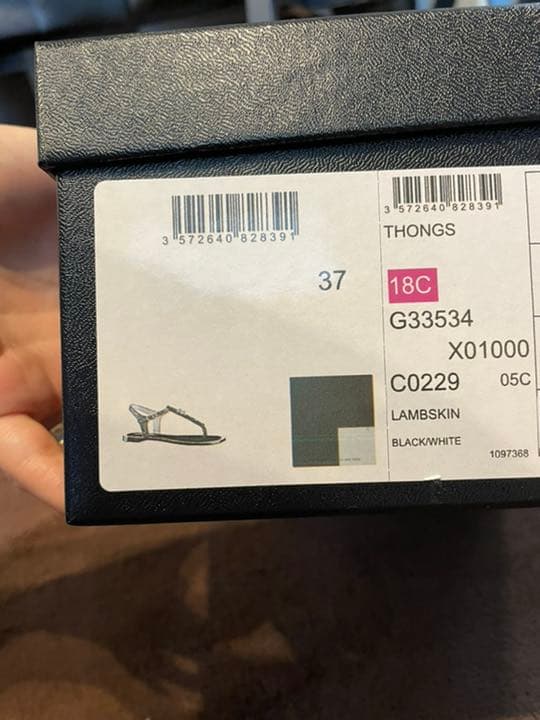 3 572640 828391
37
3 572640 828391
THONGS
18C
G33534
X01000
C0229 05C
LAMBSKIN
BLACK/WHITE
1097368